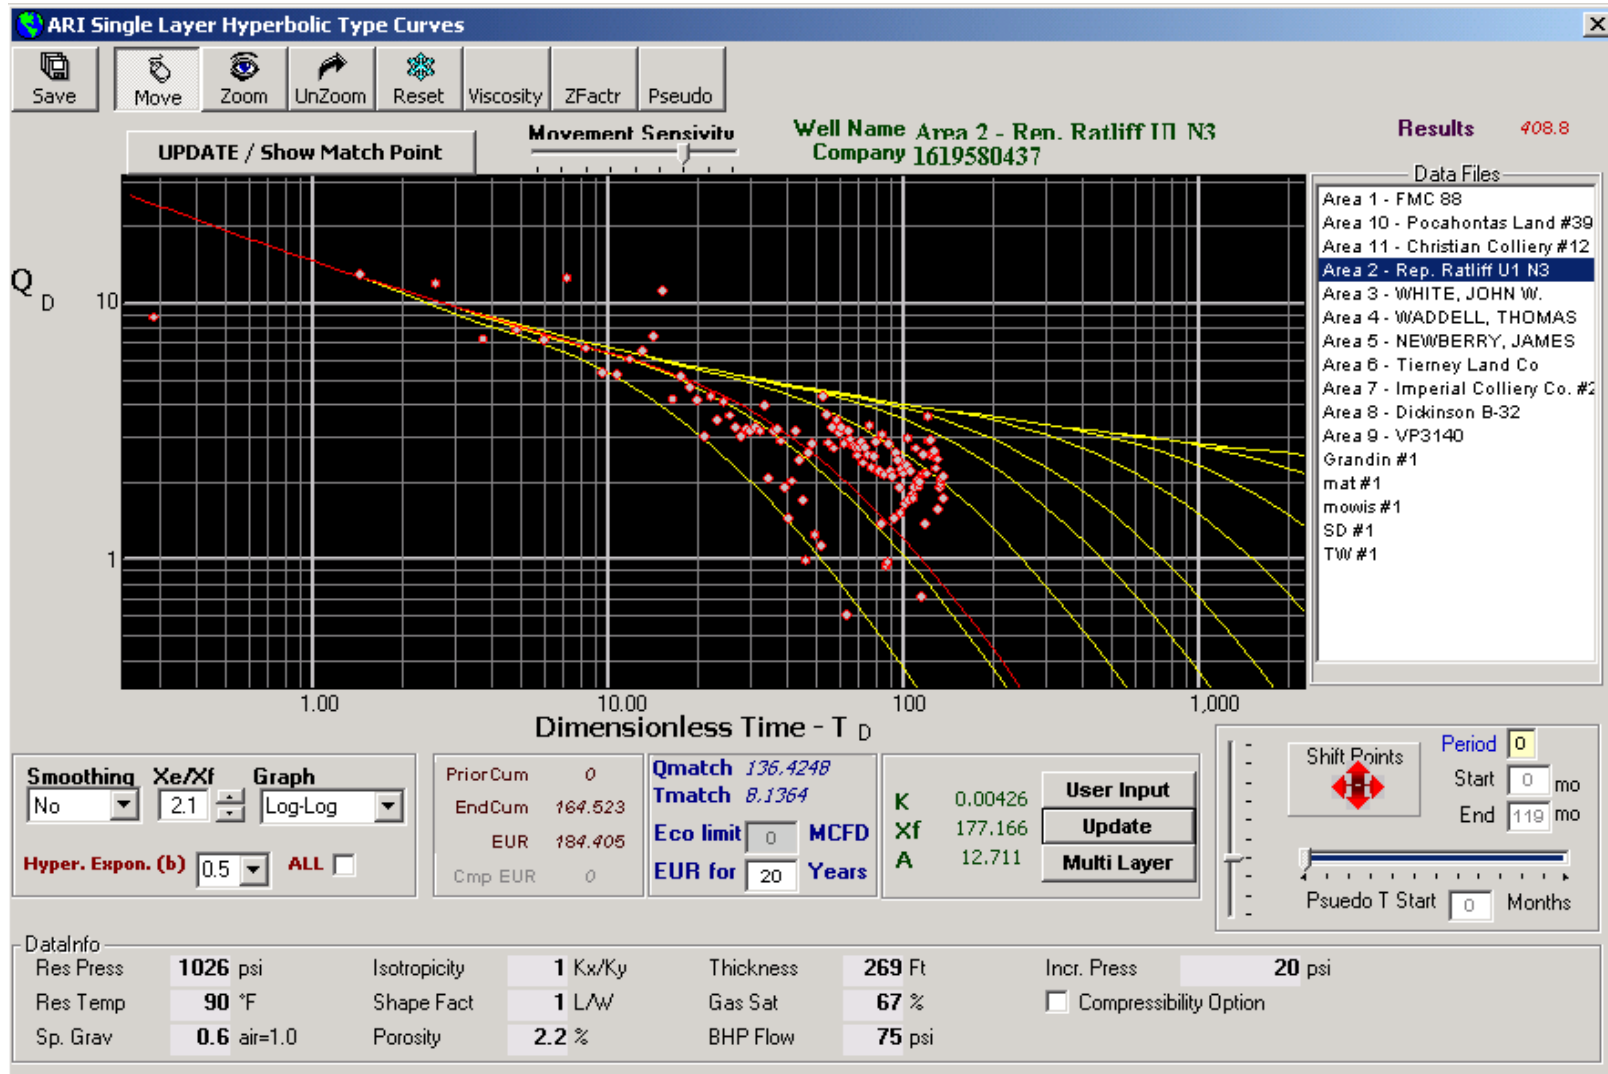 ARI Single Layer Hyperbolic Type Curves
Save Move Zoom UnZoom Reset Viscosity ZFactr Pseudo
UPDATE / Show Match Point
Movement Sensivity
Well Name Area 2 - Rep. Ratliff U1 N3
Company 1619580437
Results 408.8
Data Files
Area 1 - FMC 88
Area 10 - Pocahontas Land #39
Area 11 - Christian Colliery #12
Area 2 - Rep. Ratliff U1 N3
Area 3 - WHITE, JOHN W.
Area 4 - WADDELL, THOMAS
Area 5 - NEWBERRY, JAMES
Area 6 - Tierney Land Co
Area 7 - Imperial Colliery Co. #2
Area 8 - Dickinson B-32
Area 9 - VP3140
Grandin #1
mat #1
mowis #1
SD #1
TW #1
Q D
10
1
1.00 10.00 100 1,000
Dimensionless Time - T D
Smoothing Xe/Xf Graph
No 2.1 Log-Log
Hyper. Expon. (b) 0.5 ALL
PriorCum 0
EndCum 164.523
EUR 184.405
Cmp EUR 0
Qmatch 136.4248
Tmatch 8.1364
Eco limit 0 MCFD
EUR for 20 Years
K 0.00426
Xf 177.166
A 12.711
User Input
Update
Multi Layer
Shift Points
Period 0
Start 0 mo
End 119 mo
Psuedo T Start 0 Months
DataInfo
Res Press 1026 psi Isotropicity 1 Kx/Ky Thickness 269 Ft Incr. Press 20 psi
Res Temp 90 °F Shape Fact 1 L/W Gas Sat 67 % Compressibility Option
Sp. Grav 0.6 air=1.0 Porosity 2.2 % BHP Flow 75 psi